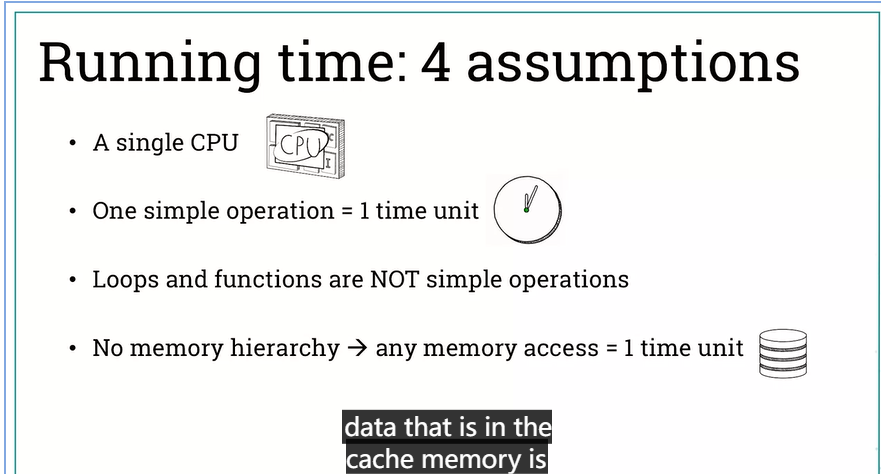 Running time: 4 assumptions
• A single CPU
CPU
I
• One simple operation = 1 time unit
• Loops and functions are NOT simple operations
• No memory hierarchy → any memory access = 1 time unit
data that is in the
cache memory is